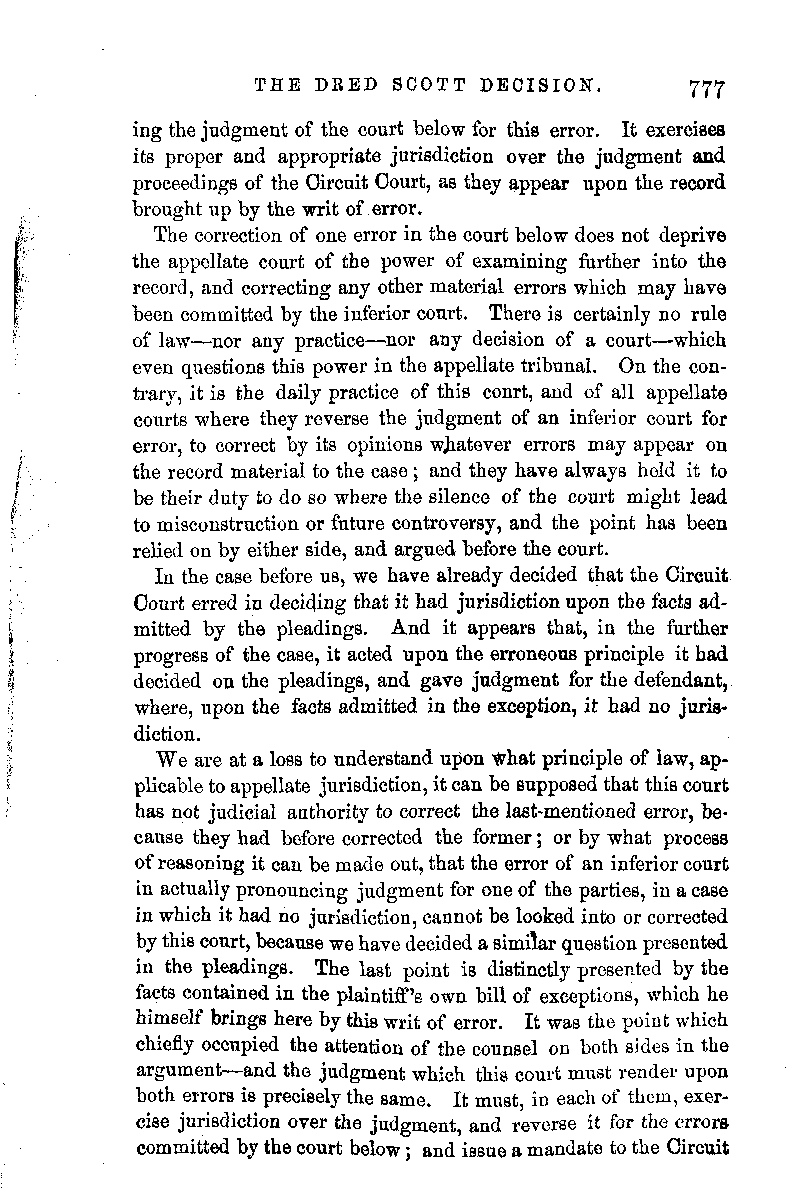 THE DRED SCOTT DECISION. 777
ing the judgment of the court below for this error. It exercises
its proper and appropriate jurisdiction over the judgment and
proceedings of the Circuit Court, as they appear upon the record
brought up by the writ of error.
The correction of one error in the court below does not deprive
the appellate court of the power of examining further into the
record, and correcting any other material errors which may have
been committed by the inferior court. There is certainly no rule
of law—nor any practice—nor any decision of a court—which
even questions this power in the appellate tribunal. On the con-
trary, it is the daily practice of this court, and of all appellate
courts where they reverse the judgment of an inferior court for
error, to correct by its opinions whatever errors may appear on
the record material to the case; and they have always held it to
be their duty to do so where the silence of the court might lead
to misconstruction or future controversy, and the point has been
relied on by either side, and argued before the court.
In the case before us, we have already decided that the Circuit
Court erred in deciding that it had jurisdiction upon the facts ad-
mitted by the pleadings. And it appears that, in the further
progress of the case, it acted upon the erroneous principle it had
decided on the pleadings, and gave judgment for the defendant,
where, upon the facts admitted in the exception, it had no juris-
diction.
We are at a loss to understand upon what principle of law, ap-
plicable to appellate jurisdiction, it can be supposed that this court
has not judicial authority to correct the last-mentioned error, be-
cause they had before corrected the former; or by what process
of reasoning it can be made out, that the error of an inferior court
in actually pronouncing judgment for one of the parties, in a case
in which it had no jurisdiction, cannot be looked into or corrected
by this court, because we have decided a similar question presented
in the pleadings. The last point is distinctly presented by the
facts contained in the plaintiff's own bill of exceptions, which he
himself brings here by this writ of error. It was the point which
chiefly occupied the attention of the counsel on both sides in the
argument—and the judgment which this court must render upon
both errors is precisely the same. It must, in each of them, exer-
cise jurisdiction over the judgment, and reverse it for the errors
committed by the court below; and issue a mandate to the Circuit